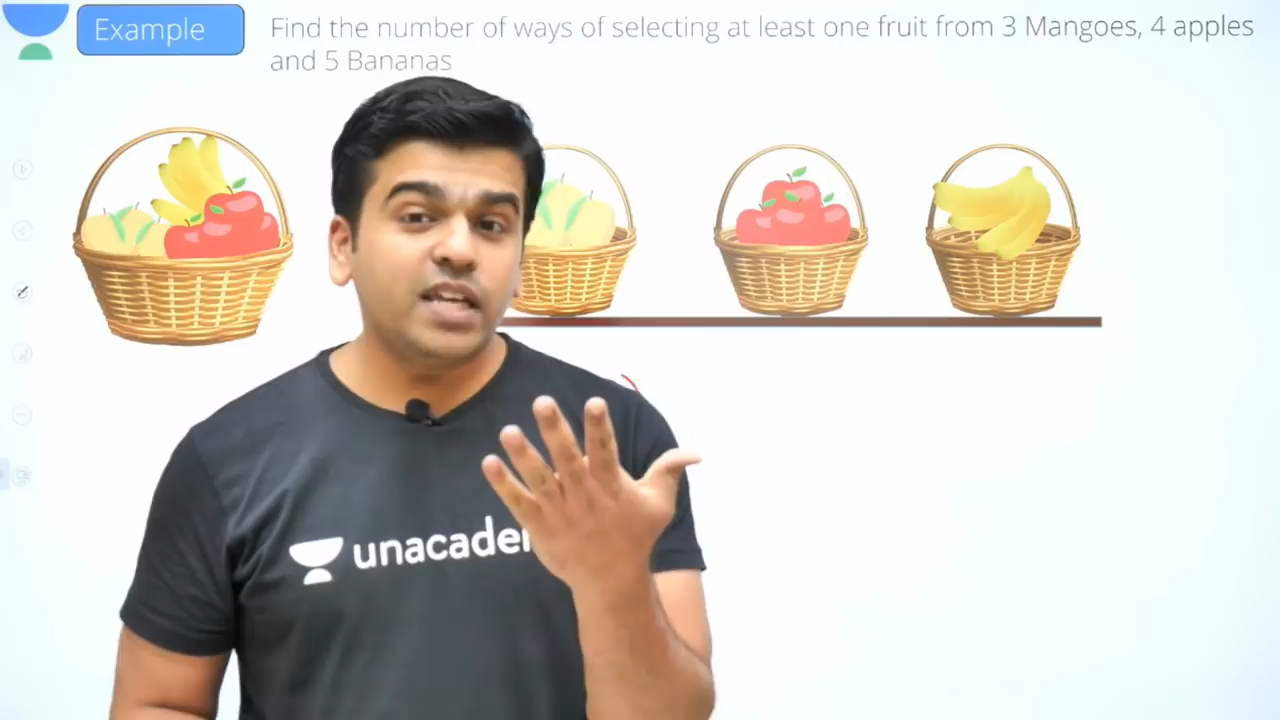 Example
Find the number of ways of selecting at least one fruit from 3 Mangoes, 4 apples
and 5 Bananas